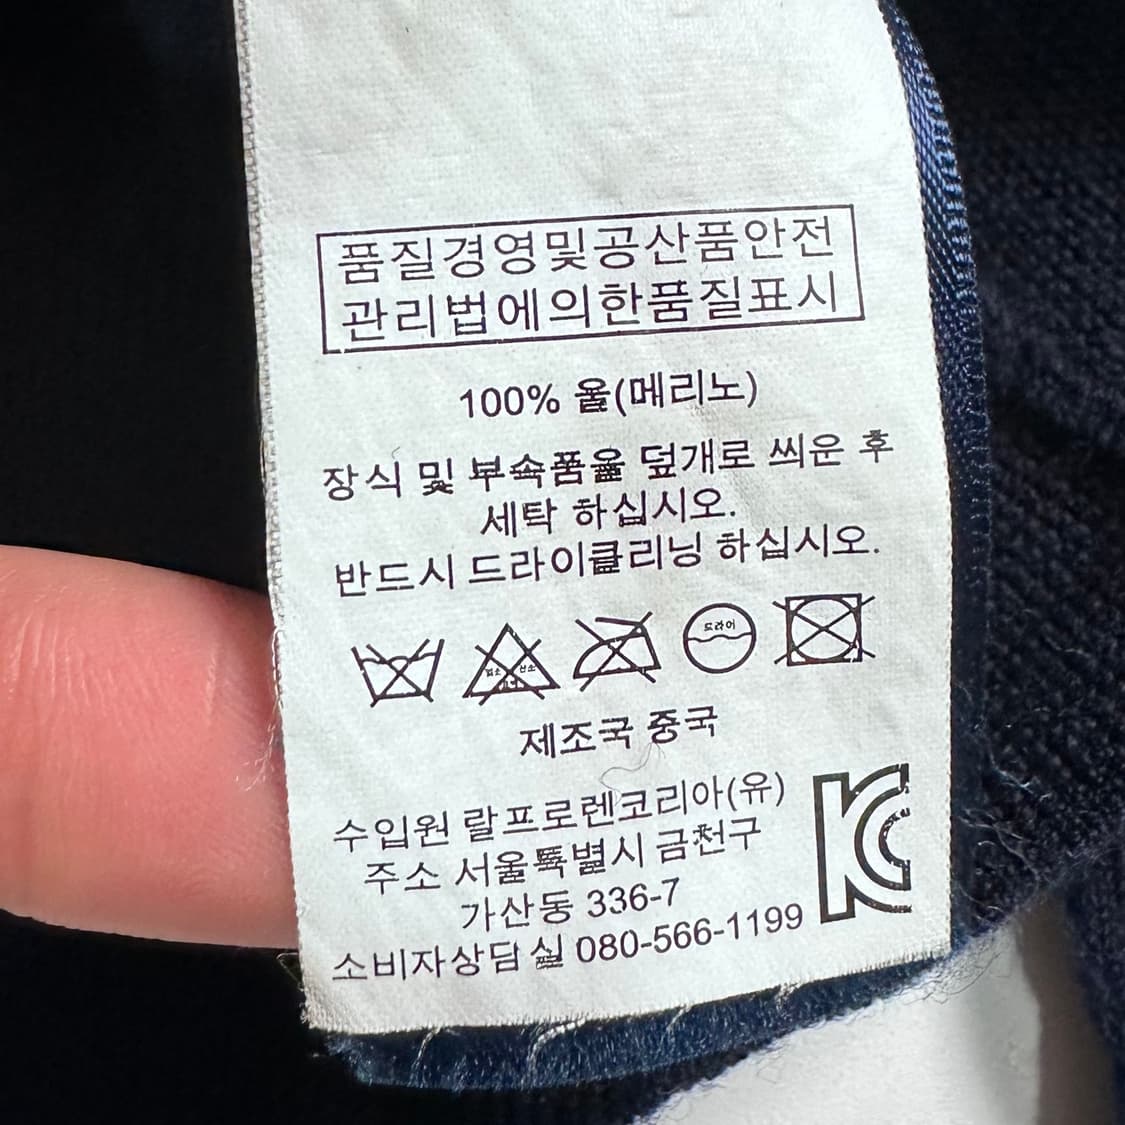 품질경영및공산품안전
관리법에의한품질표시
100% 울(메리노)
장식 및 부속품을 덮개로 씌운 후
세탁 하십시오.
반드시 드라이클리닝 하십시오.
드라이
제조국 중국
수입원 랄프로렌코리아(유)
주소 서울특별시 금천구
가산동 336-7
소비자상담실 080-566-1199
KC